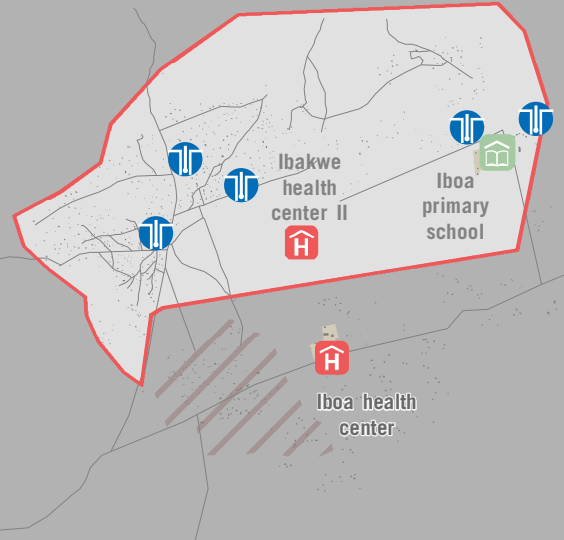 Ibakwe
health
center II
Iboa
primary
school
H
H
Iboa health
center